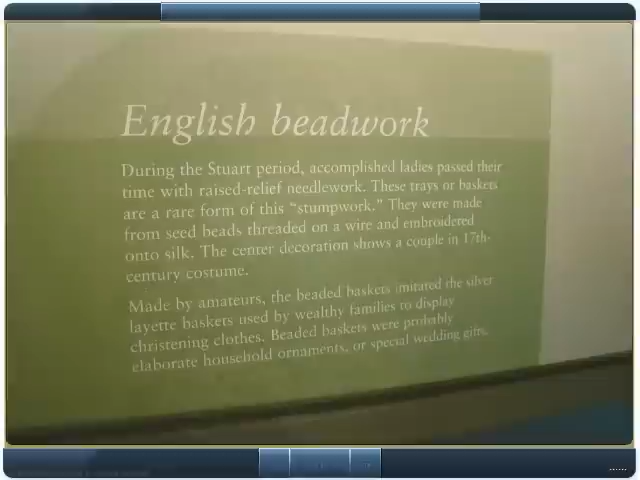 English beadwork
During the Stuart period, accomplished ladies passed their
time with raised-relief needlework. These trays or baskets
are a rare form of this "stumpwork." They were made
from seed beads threaded on a wire and embroidered
onto silk. The center decoration shows a couple in 17th-
century costume.
Made by amateurs, the beaded baskets imitated the silver
layette baskets used by wealthy families to display
christening clothes. Beaded baskets were probably
elaborate household ornaments, or special wedding gifts.